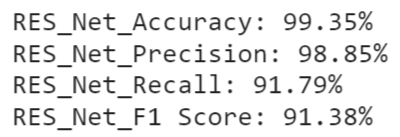 RES_Net_Accuracy: 99.35%
RES_Net_Precision: 98.85%
RES_Net_Recall: 91.79%
RES_Net_F1 Score: 91.38%